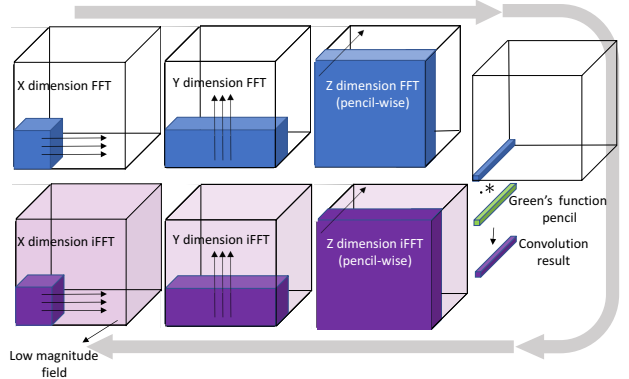 X dimension FFT
Y dimension FFT
Z dimension FFT
(pencil-wise)
.*
Green's function
pencil
Convolution
result
X dimension iFFT
Y dimension iFFT
Z dimension iFFT
(pencil-wise)
Low magnitude
field